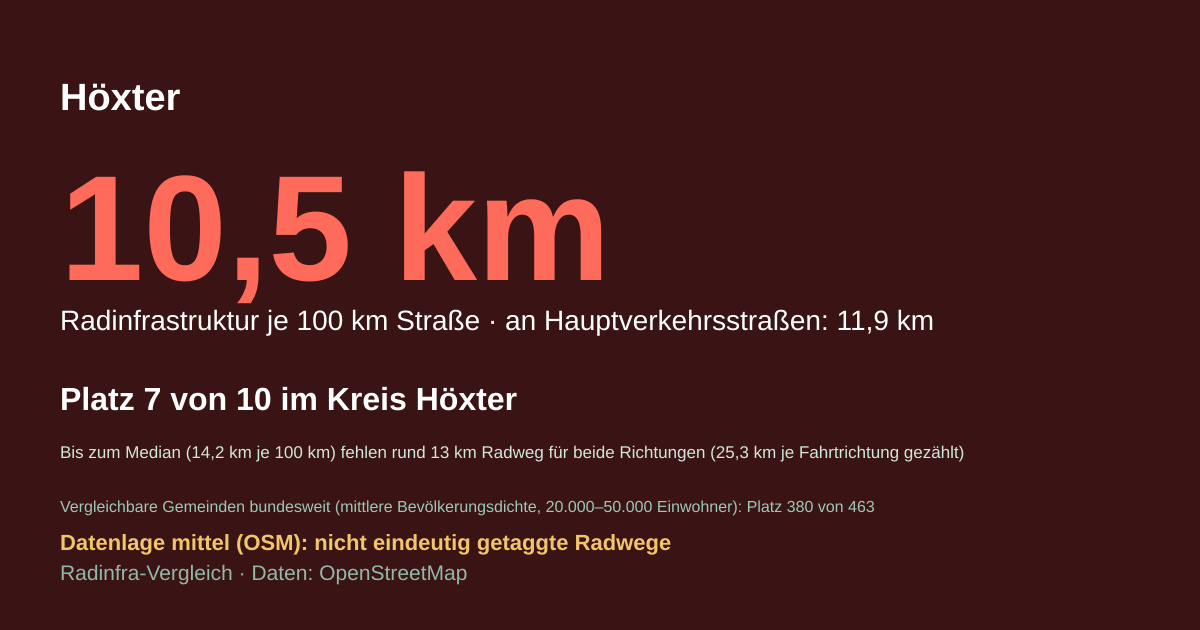 Höxter
10,5 km
Radinfrastruktur je 100 km Straße · an Hauptverkehrsstraßen: 11,9 km
Platz 7 von 10 im Kreis Höxter
Bis zum Median (14,2 km je 100 km) fehlen rund 13 km Radweg für beide Richtungen (25,3 km je Fahrtrichtung gezählt)
Vergleichbare Gemeinden bundesweit (mittlere Bevölkerungsdichte, 20.000–50.000 Einwohner): Platz 380 von 463
Datenlage mittel (OSM): nicht eindeutig getaggte Radwege
Radinfra-Vergleich · Daten: OpenStreetMap